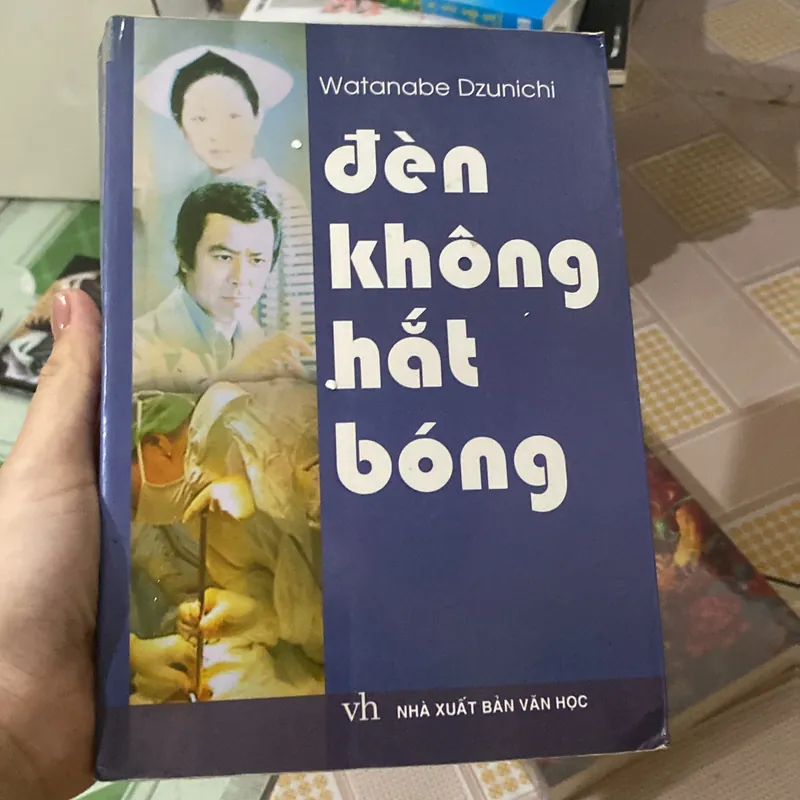 Watanabe Dzunichi
đèn
không
hắt
bóng
vh NHÀ XUẤT BẢN VĂN HỌC